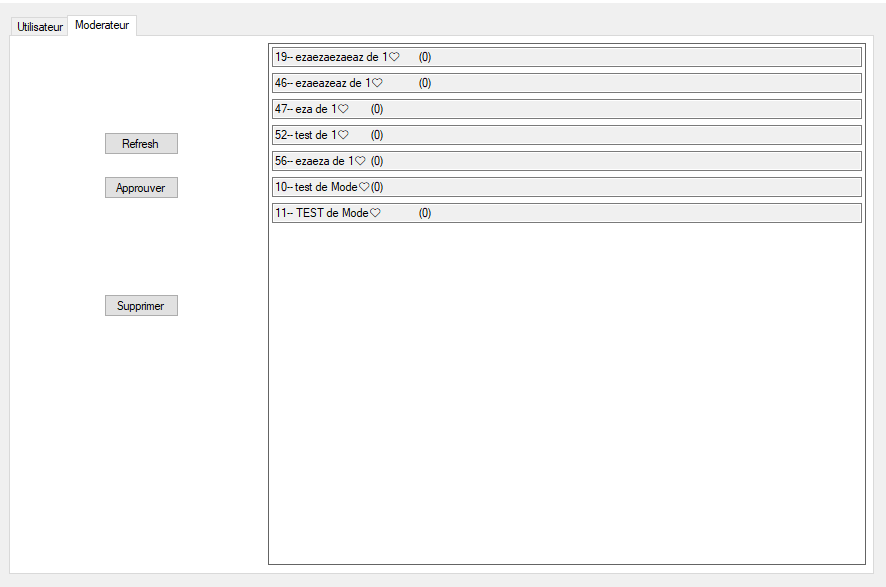 Utilisateur Moderateur
19-- ezaezaezaeaz de 1♡ (0)
46-- ezaeazeaz de 1♡ (0)
47-- eza de 1♡ (0)
Refresh
52-- test de 1♡ (0)
56-- ezaeza de 1♡ (0)
Approuver
10-- test de Mode♡ (0)
11-- TEST de Mode♡ (0)
Supprimer